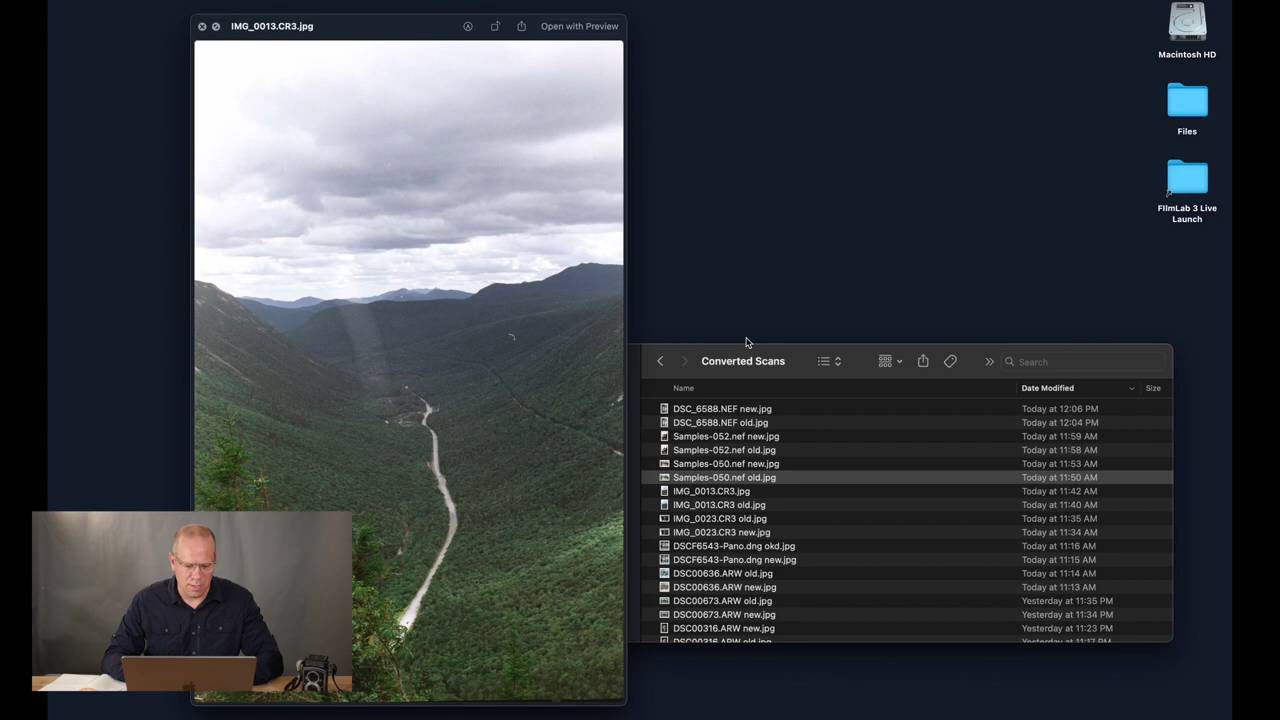 IMG_0013.CR3.jpg
Open with Preview
Macintosh HD
Files
FIlmLab 3 Live
Launch
Converted Scans
Search
Name Date Modified Size
DSC_6588.NEF new.jpg Today at 12:06 PM
DSC_6588.NEF old.jpg Today at 12:04 PM
Samples-052.nef new.jpg Today at 11:59 AM
Samples-052.nef old.jpg Today at 11:58 AM
Samples-050.nef new.jpg Today at 11:53 AM
Samples-050.nef old.jpg Today at 11:50 AM
IMG_0013.CR3.jpg Today at 11:42 AM
IMG_0013.CR3 old.jpg Today at 11:40 AM
IMG_0023.CR3 old.jpg Today at 11:35 AM
IMG_0023.CR3 new.jpg Today at 11:34 AM
DSCF6543-Pano.dng okd.jpg Today at 11:16 AM
DSCF6543-Pano.dng new.jpg Today at 11:15 AM
DSC00636.ARW old.jpg Today at 11:14 AM
DSC00636.ARW new.jpg Today at 11:13 AM
DSC00673.ARW old.jpg Yesterday at 11:35 PM
DSC00673.ARW new.jpg Yesterday at 11:34 PM
DSC00316.ARW new.jpg Yesterday at 11:23 PM
DSC00316.ARW old.jpg Yesterday at 11:17 PM